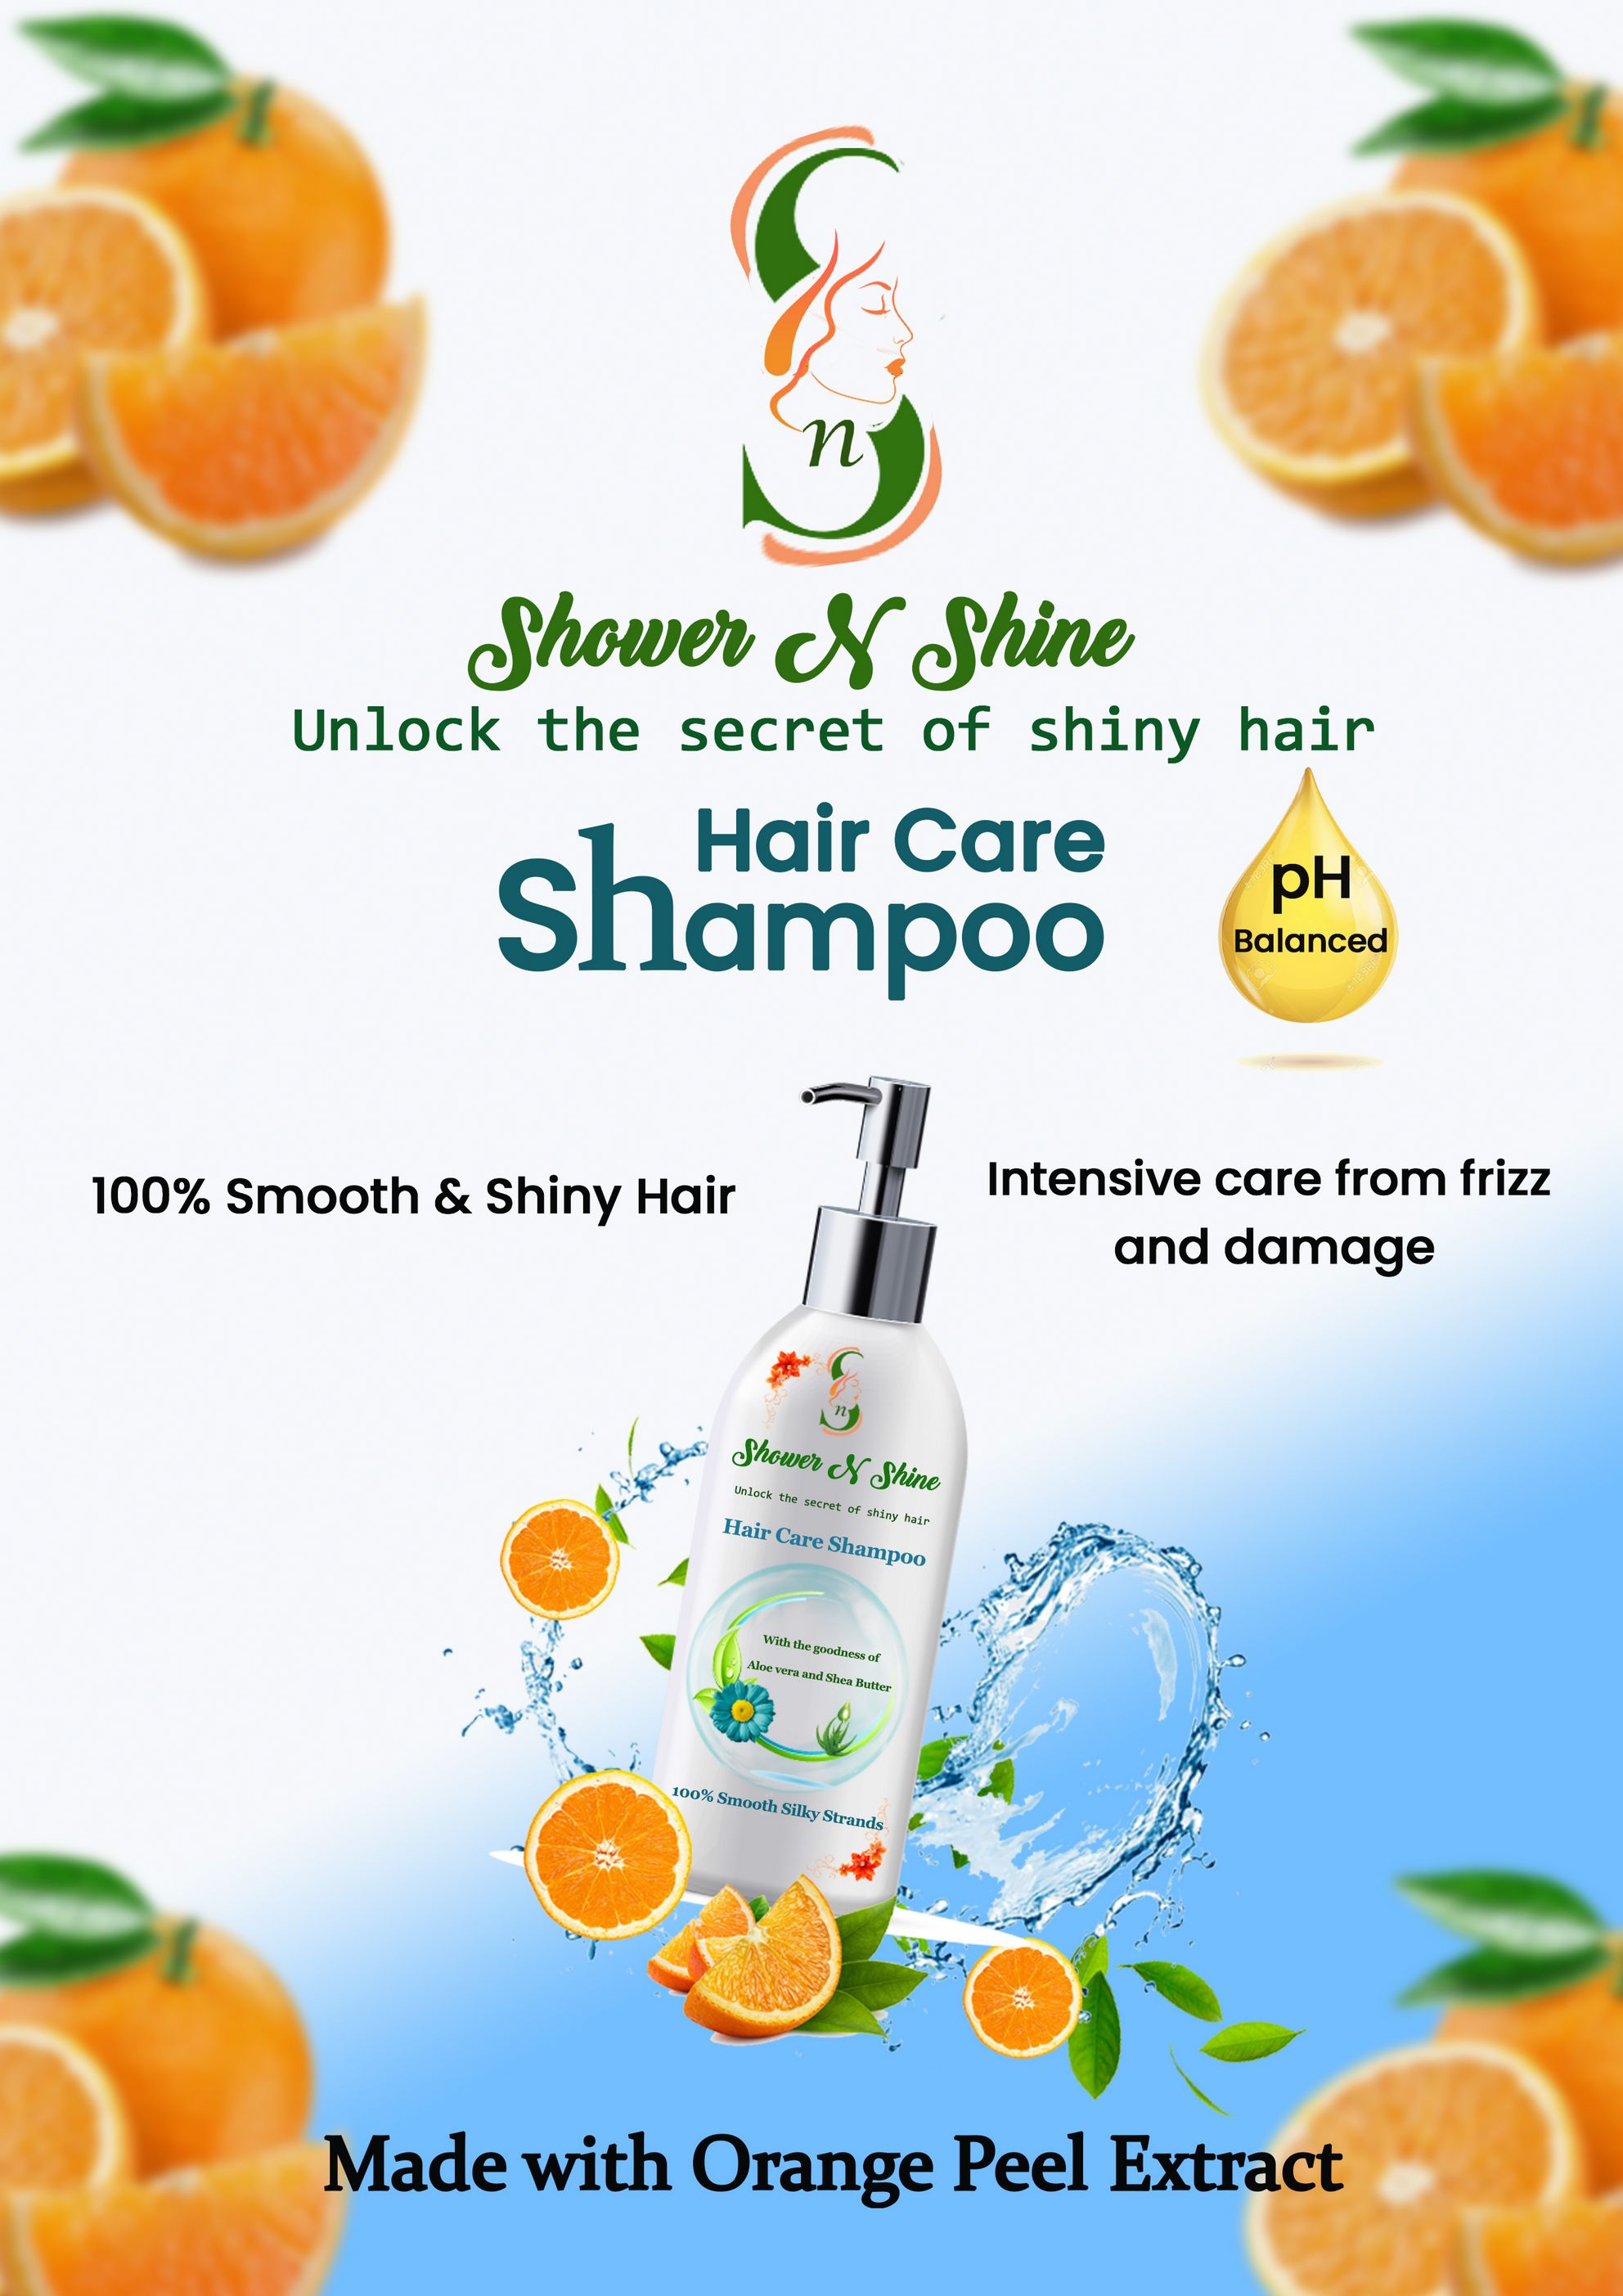 n
Shower N Shine
Unlock the secret of shiny hair
Hair Care
Shampoo
pH
Balanced
100% Smooth & Shiny Hair
Intensive care from frizz
and damage
n
Shower N Shine
Unlock the secret of shiny hair
Hair Care Shampoo
With the goodness of
Aloe vera and Shea Butter
100% Smooth Silky Strands
Made with Orange Peel Extract